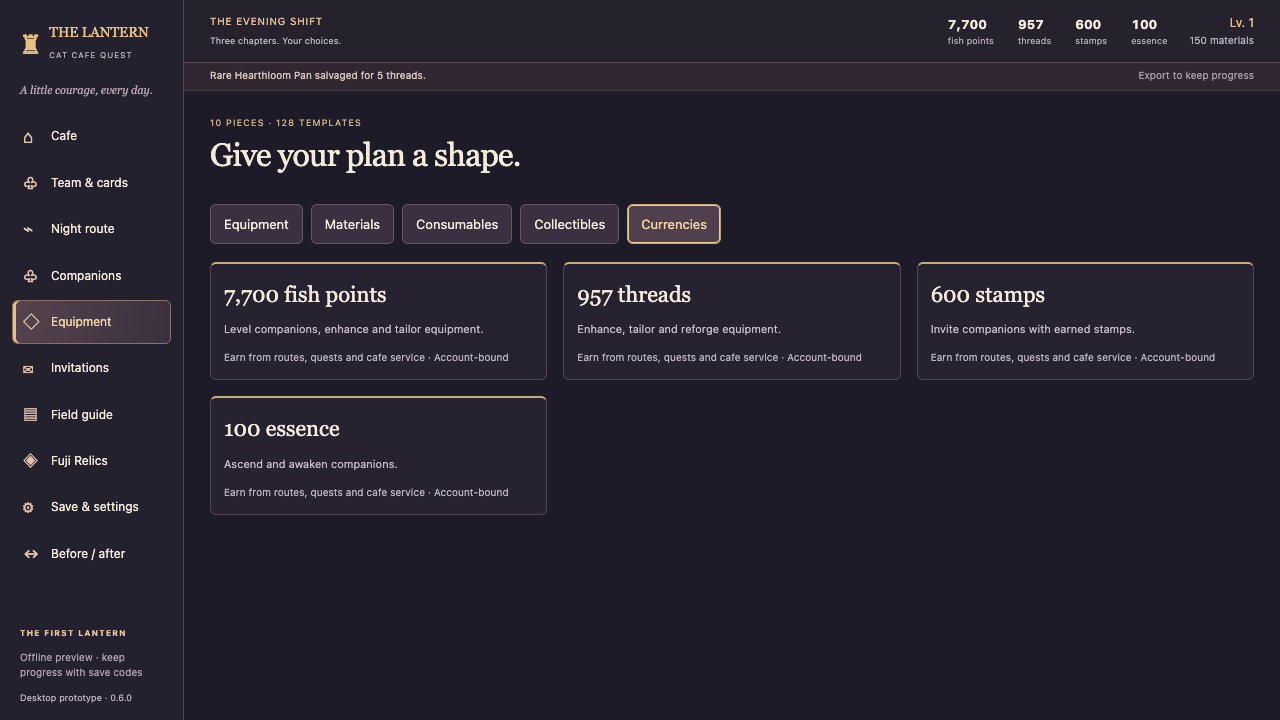 THE LANTERN
CAT CAFE QUEST
A little courage, every day.
Cafe
Team & cards
Night route
Companions
Equipment
Invitations
Field guide
Fuji Relics
Save & settings
Before / after
THE FIRST LANTERN
Offline preview · keep
progress with save codes
Desktop prototype · 0.6.0
THE EVENING SHIFT
Three chapters. Your choices.
7,700
fish points
957
threads
600
stamps
100
essence
Lv. 1
150 materials
Rare Hearthloom Pan salvaged for 5 threads.
Export to keep progress
10 PIECES · 128 TEMPLATES
Give your plan a shape.
Equipment
Materials
Consumables
Collectibles
Currencies
7,700 fish points
Level companions, enhance and tailor equipment.
Earn from routes, quests and cafe service · Account-bound
957 threads
Enhance, tailor and reforge equipment.
Earn from routes, quests and cafe service · Account-bound
600 stamps
Invite companions with earned stamps.
Earn from routes, quests and cafe service · Account-bound
100 essence
Ascend and awaken companions.
Earn from routes, quests and cafe service · Account-bound